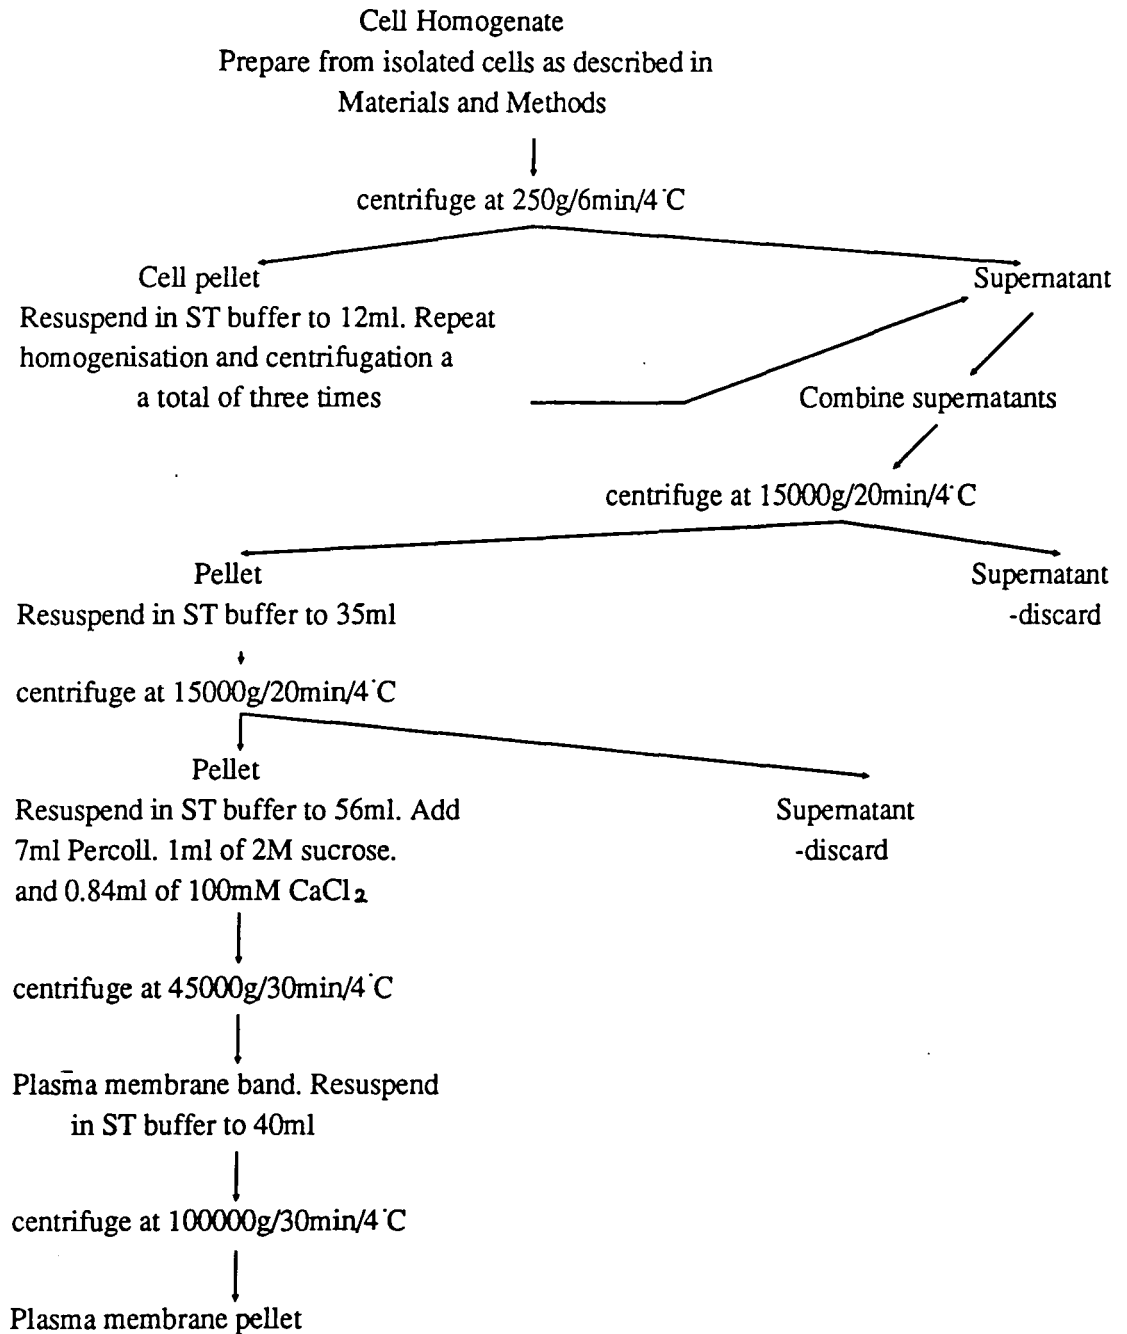 Cell Homogenate
Prepare from isolated cells as described in
Materials and Methods
centrifuge at 250g/6min/4˙C
Cell pellet
Resuspend in ST buffer to 12ml. Repeat
homogenisation and centrifugation a
a total of three times
Supernatant
Combine supernatants
centrifuge at 15000g/20min/4˙C
Pellet
Resuspend in ST buffer to 35ml
Supernatant
-discard
centrifuge at 15000g/20min/4˙C
Pellet
Resuspend in ST buffer to 56ml. Add
7ml Percoll. 1ml of 2M sucrose.
and 0.84ml of 100mM CaCl₂
Supernatant
-discard
centrifuge at 45000g/30min/4˙C
Plasma membrane band. Resuspend
in ST buffer to 40ml
centrifuge at 100000g/30min/4˙C
Plasma membrane pellet